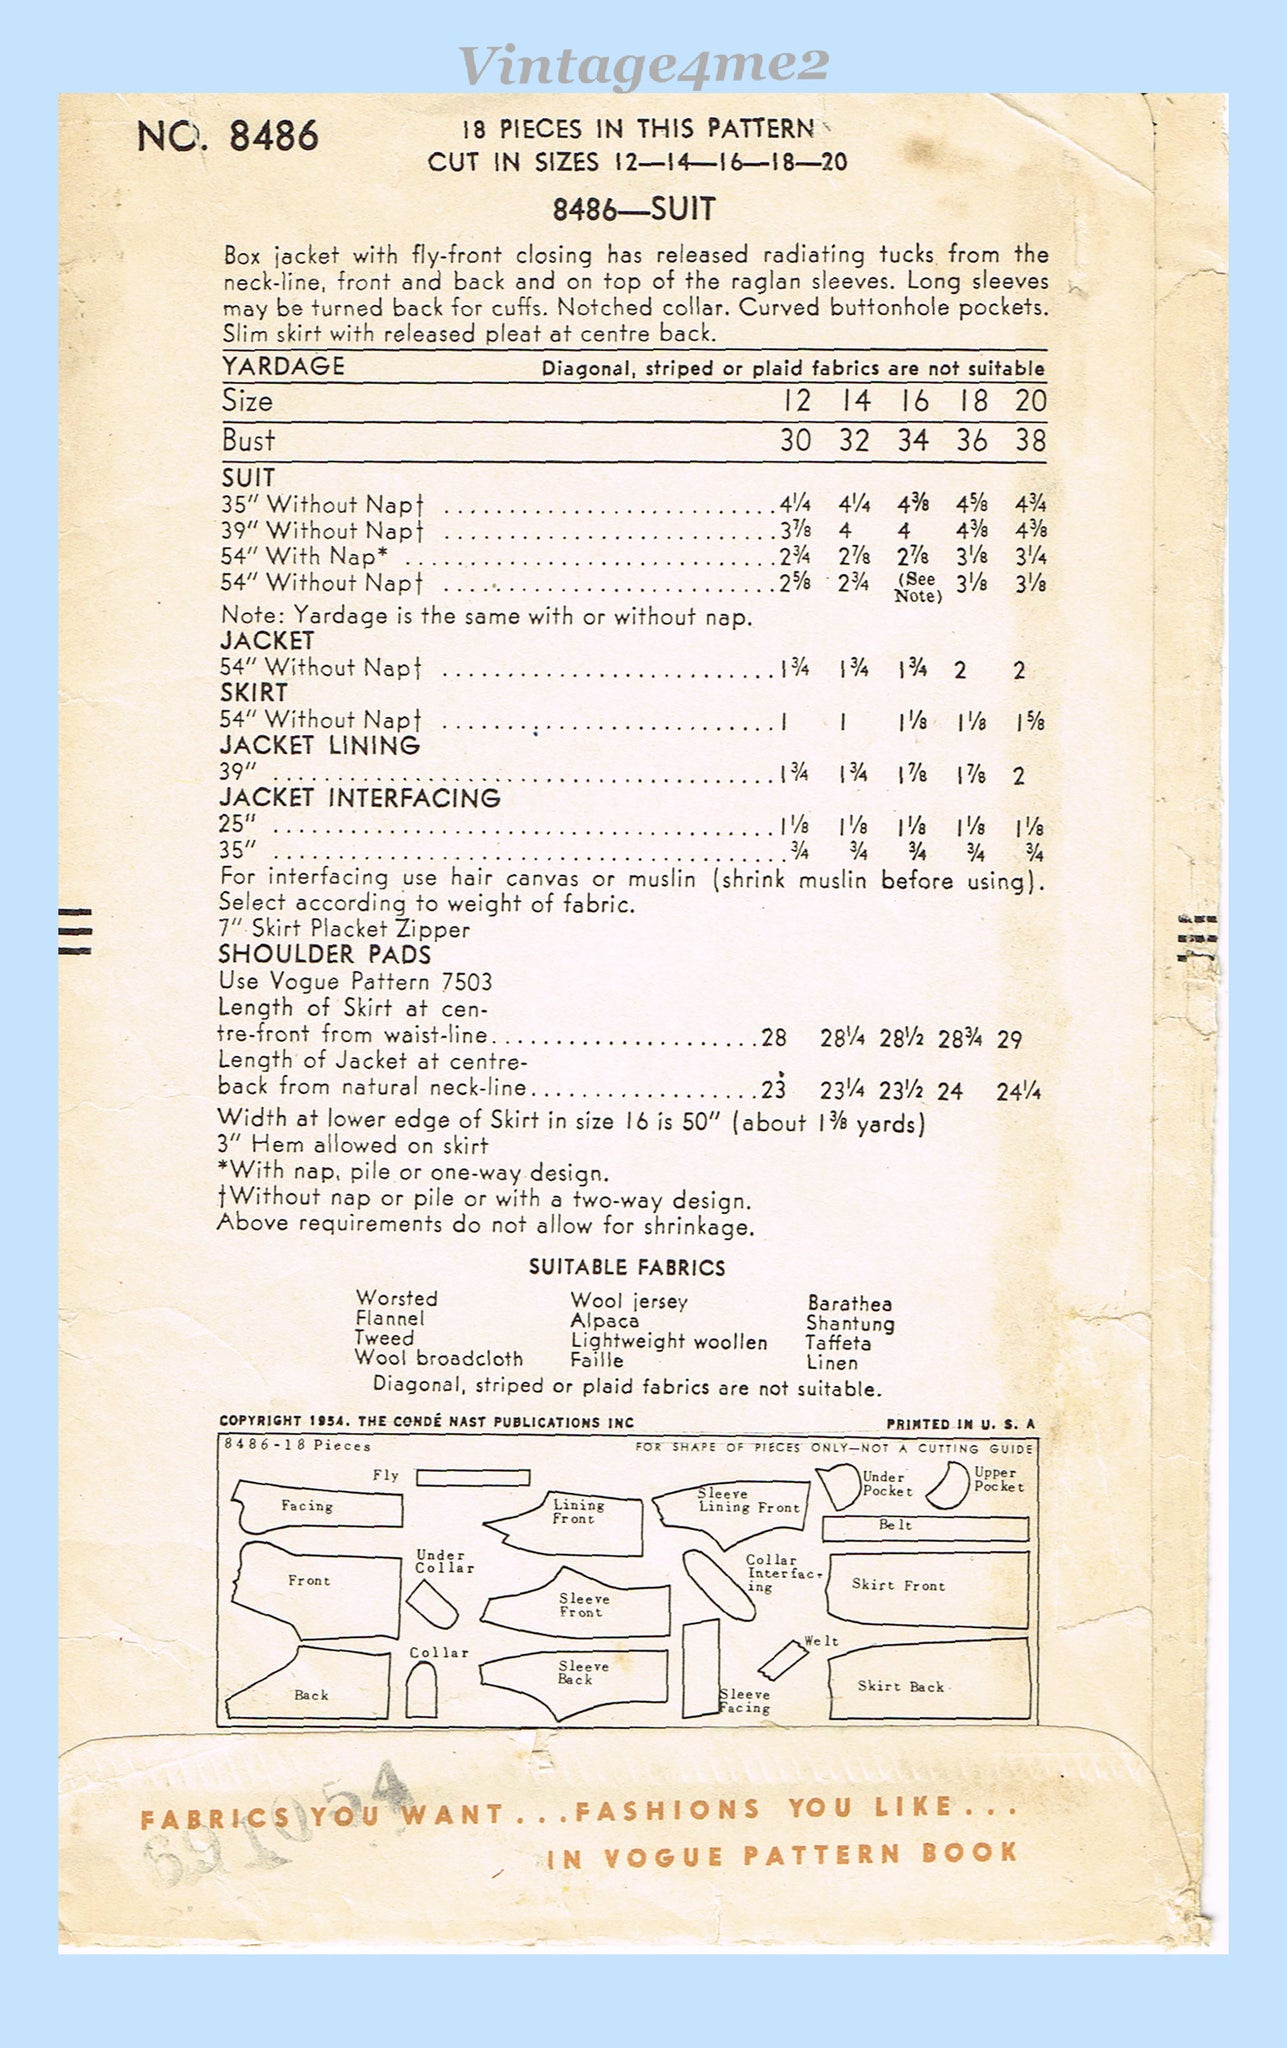 Vintage4me2
NO. 8486
18 PIECES IN THIS PATTERN
CUT IN SIZES 12—14—16—18—20
8486—SUIT
Box jacket with fly-front closing has released radiating tucks from the
neck-line, front and back and on top of the raglan sleeves. Long sleeves
may be turned back for cuffs. Notched collar. Curved buttonhole pockets.
Slim skirt with released pleat at centre back.
YARDAGE Diagonal, striped or plaid fabrics are not suitable
Size 12 14 16 18 20
Bust 30 32 34 36 38
SUIT
35" Without Nap† 4¼ 4¼ 4⅜ 4⅝ 4¾
39" Without Nap† 3⅞ 4 4 4⅜ 4⅜
54" With Nap* 2¾ 2⅞ 2⅞ 3⅛ 3¼
54" Without Nap† 2⅝ 2¾ (See Note) 3⅛ 3⅛
Note: Yardage is the same with or without nap.
JACKET
54" Without Nap† 1¾ 1¾ 1¾ 2 2
SKIRT
54" Without Nap† 1 1 1⅛ 1⅛ 1⅝
JACKET LINING
39" 1¾ 1¾ 1⅞ 1⅞ 2
JACKET INTERFACING
25" 1⅛ 1⅛ 1⅛ 1⅛ 1⅛
35" ¾ ¾ ¾ ¾ ¾
For interfacing use hair canvas or muslin (shrink muslin before using).
Select according to weight of fabric.
7" Skirt Placket Zipper
SHOULDER PADS
Use Vogue Pattern 7503
Length of Skirt at cen-
tre-front from waist-line 28 28¼ 28½ 28¾ 29
Length of Jacket at centre-
back from natural neck-line 23 23¼ 23½ 24 24¼
Width at lower edge of Skirt in size 16 is 50" (about 1⅜ yards)
3" Hem allowed on skirt
*With nap, pile or one-way design.
†Without nap or pile or with a two-way design.
Above requirements do not allow for shrinkage.
SUITABLE FABRICS
Worsted Wool jersey Barathea
Flannel Alpaca Shantung
Tweed Lightweight woollen Taffeta
Wool broadcloth Faille Linen
Diagonal, striped or plaid fabrics are not suitable.
COPYRIGHT 1954. THE CONDÉ NAST PUBLICATIONS INC PRINTED IN U. S. A
8486-18 Pieces FOR SHAPE OF PIECES ONLY—NOT A CUTTING GUIDE
Fly
Facing
Lining
Front
Sleeve
Lining Front
Under
Pocket
Upper
Pocket
Belt
Front
Under
Collar
Sleeve
Front
Collar
Interfac-
ing
Skirt Front
Back
Collar
Sleeve
Back
Sleeve
Facing
Welt
Skirt Back
FABRICS YOU WANT...FASHIONS YOU LIKE...
IN VOGUE PATTERN BOOK